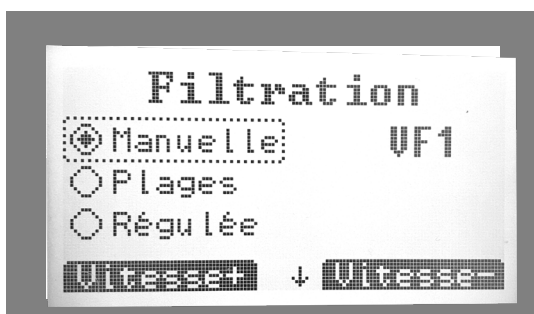 Filtration
Manuelle VF1
Plages
Régulée
Vitesse+ ↓ Vitesse-